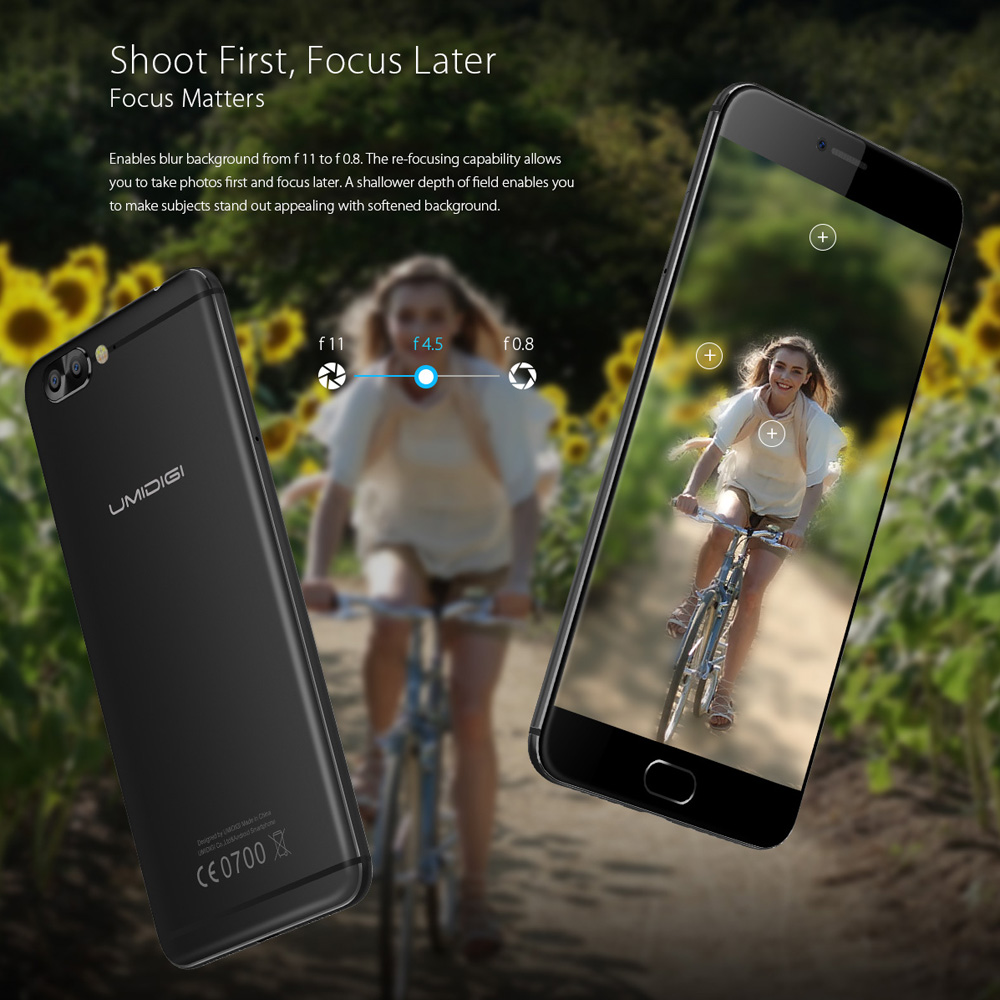 Shoot First, Focus Later
Focus Matters
Enables blur background from f 11 to f 0.8. The re-focusing capability allows
you to take photos first and focus later. A shallower depth of field enables you
to make subjects stand out appealing with softened background.
f 11
f 4.5
f 0.8
UMIDIGI
Designed by UMIDIGI Made in China
UMIDIGI Co.,Ltd Android Smartphone
CE0700